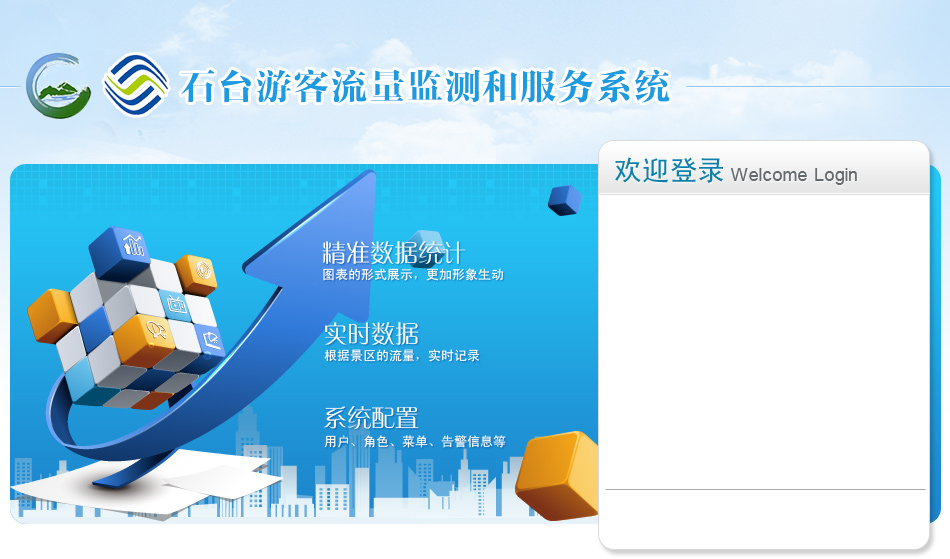 石台游客流量监测和服务系统
欢迎登录 Welcome Login
精准数据统计
图表的形式展示，更加形象生动
实时数据
根据景区的流量，实时记录
系统配置
用户、角色、菜单、告警信息等